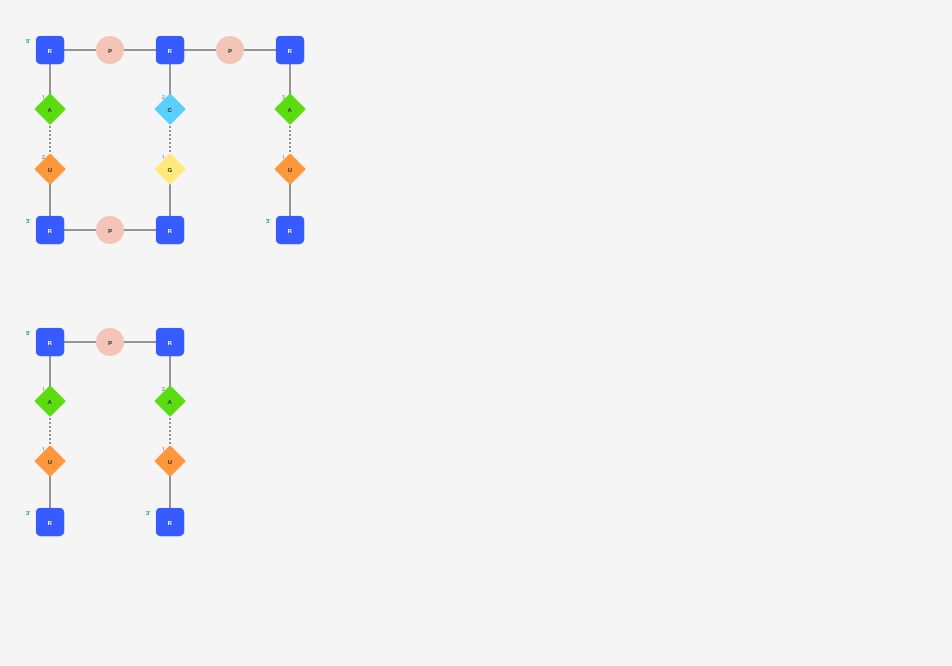 5' R P R P R
1 2 3
A C A
2 1 1
U G U
3' R P R 3' R
5' R P R
1 2
A A
1 1
U U
3' R 3' R